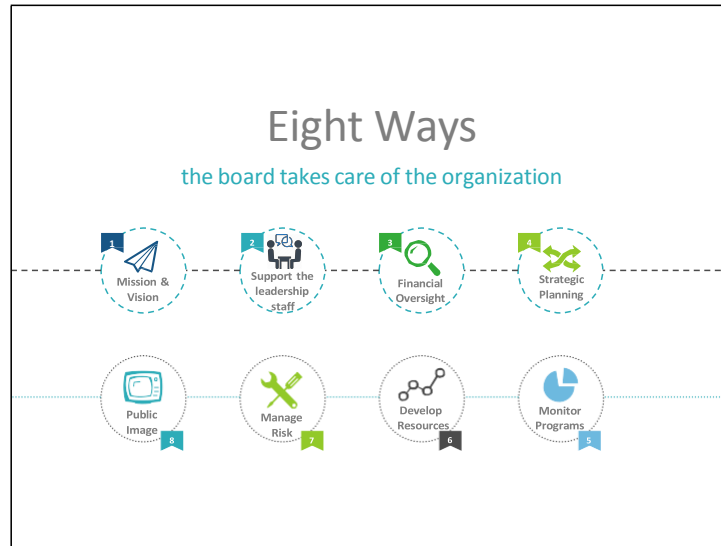 Eight Ways
the board takes care of the organization
1
Mission &
Vision
2
Support the
leadership
staff
3
Financial
Oversight
4
Strategic
Planning
Public
Image
8
Manage
Risk
7
Develop
Resources
6
Monitor
Programs
5